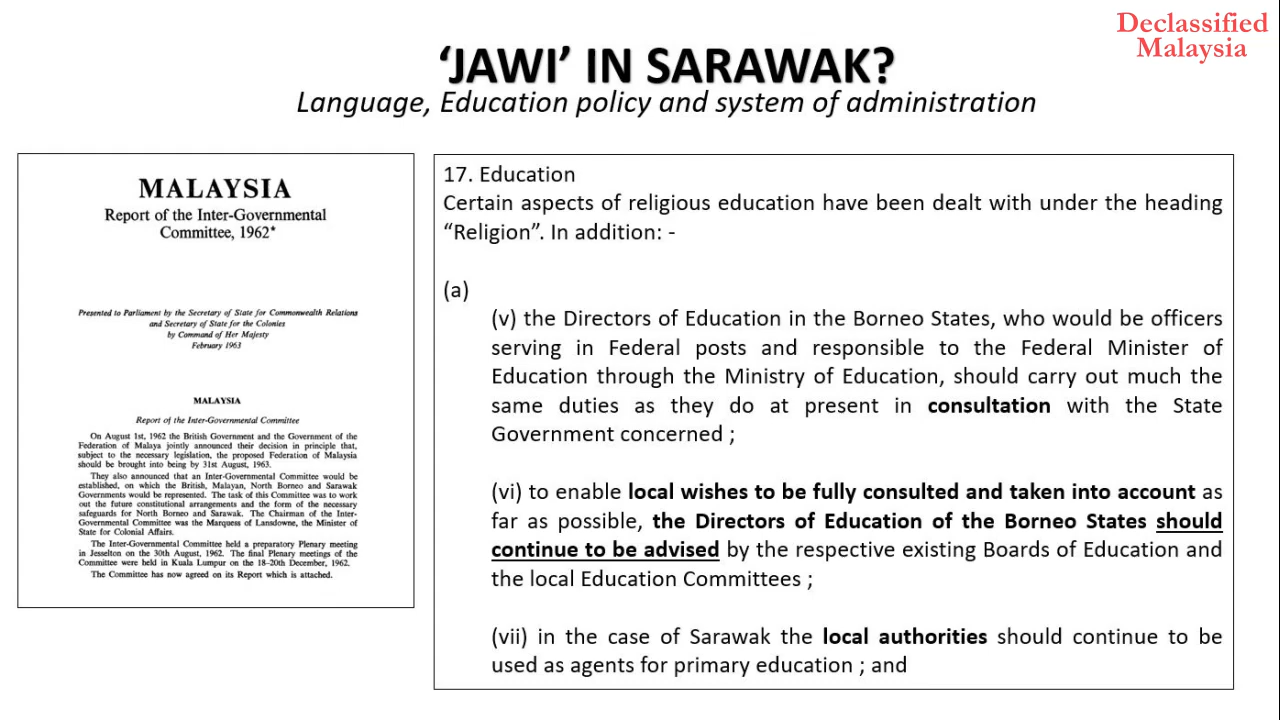 Declassified
Malaysia
‘JAWI’ IN SARAWAK?
Language, Education policy and system of administration
MALAYSIA
Report of the Inter-Governmental
Committee, 1962*
Presented to Parliament by the Secretary of State for Commonwealth Relations
and Secretary of State for the Colonies
by Command of Her Majesty
February 1963
MALAYSIA
Report of the Inter-Governmental Committee
On August 1st, 1962 the British Government and the Government of the
Federation of Malaya jointly announced their decision in principle that,
subject to the necessary legislation, the proposed Federation of Malaysia
should be brought into being by 31st August, 1963.
They also announced that an Inter-Governmental Committee would be
established, on which the British, Malayan, North Borneo and Sarawak
Governments would be represented. The task of this Committee was to work
out the future constitutional arrangements and the form of the necessary
safeguards for North Borneo and Sarawak. The Chairman of the Inter-
Governmental Committee was the Marquess of Lansdowne, the Minister of
State for Colonial Affairs.
The Inter-Governmental Committee held a preparatory Plenary meeting
in Jesselton on the 30th August, 1962. The final Plenary meetings of the
Committee were held in Kuala Lumpur on the 18–20th December, 1962.
The Committee has now agreed on its Report which is attached.
17. Education
Certain aspects of religious education have been dealt with under the heading
“Religion”. In addition: -
(a)
(v) the Directors of Education in the Borneo States, who would be officers
serving in Federal posts and responsible to the Federal Minister of
Education through the Ministry of Education, should carry out much the
same duties as they do at present in consultation with the State
Government concerned ;
(vi) to enable local wishes to be fully consulted and taken into account as
far as possible, the Directors of Education of the Borneo States should
continue to be advised by the respective existing Boards of Education and
the local Education Committees ;
(vii) in the case of Sarawak the local authorities should continue to be
used as agents for primary education ; and